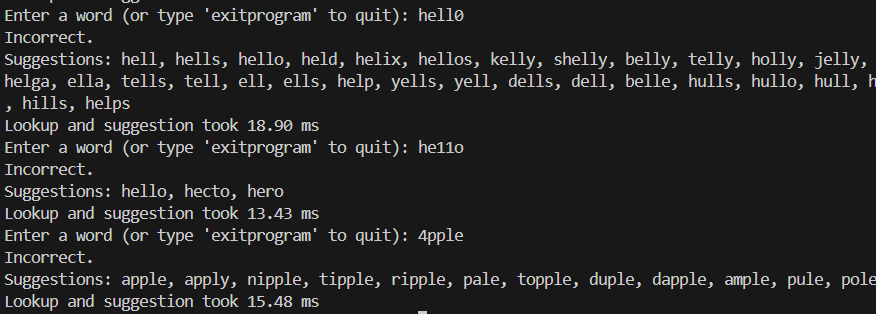 Enter a word (or type 'exitprogram' to quit): hell0
Incorrect.
Suggestions: hell, hells, hello, held, helix, hellos, kelly, shelly, belly, telly, holly, jelly,
helga, ella, tells, tell, ell, ells, help, yells, yell, dells, dell, belle, hulls, hullo, hull, h
, hills, helps
Lookup and suggestion took 18.90 ms
Enter a word (or type 'exitprogram' to quit): he11o
Incorrect.
Suggestions: hello, hecto, hero
Lookup and suggestion took 13.43 ms
Enter a word (or type 'exitprogram' to quit): 4pple
Incorrect.
Suggestions: apple, apply, nipple, tipple, ripple, pale, topple, duple, dapple, ample, pule, pole
Lookup and suggestion took 15.48 ms